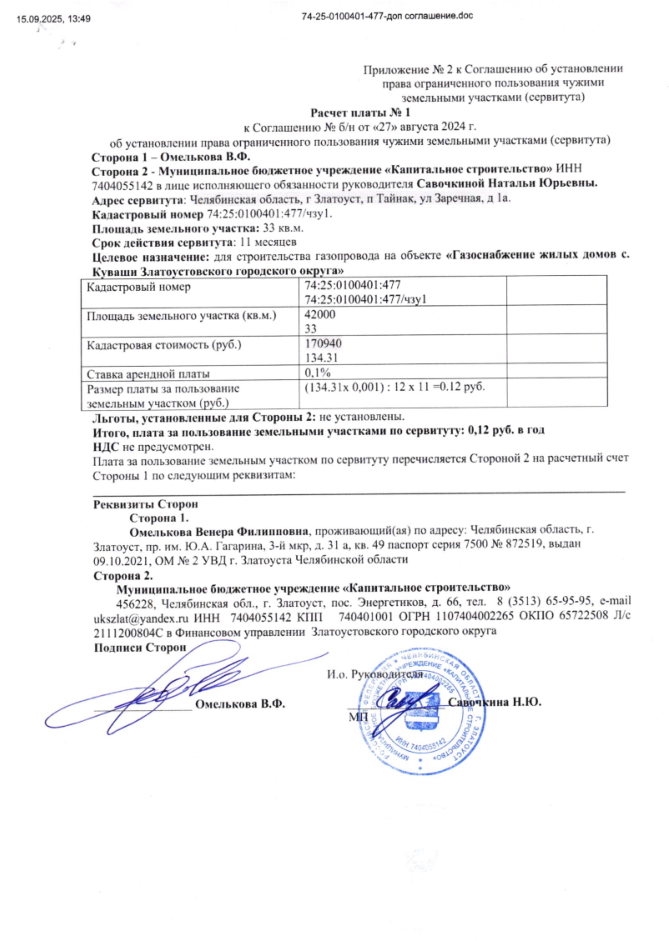 15.09.2025, 13:49
74-25-0100401-477-доп соглашение.doc
Приложение № 2 к Соглашению об установлении
права ограниченного пользования чужими
земельными участками (сервитута)
Расчет платы № 1
к Соглашению № б/н от «27» августа 2024 г.
об установлении права ограниченного пользования чужими земельными участками (сервитута)
Сторона 1 – Омелькова В.Ф.
Сторона 2 - Муниципальное бюджетное учреждение «Капитальное строительство» ИНН
7404055142 в лице исполняющего обязанности руководителя Савочкиной Натальи Юрьевны.
Адрес сервитута: Челябинская область, г Златоуст, п Тайнак, ул Заречная, д 1а.
Кадастровый номер 74:25:0100401:477/чзу1.
Площадь земельного участка: 33 кв.м.
Срок действия сервитута: 11 месяцев
Целевое назначение: для строительства газопровода на объекте «Газоснабжение жилых домов с.
Куваши Златоустовского городского округа»
Кадастровый номер 74:25:0100401:477
74:25:0100401:477/чзу1
Площадь земельного участка (кв.м.) 42000
33
Кадастровая стоимость (руб.) 170940
134.31
Ставка арендной платы 0,1%
Размер платы за пользование (134.31х 0,001) : 12 х 11 =0.12 руб.
земельным участком (руб.)
Льготы, установленные для Стороны 2: не установлены.
Итого, плата за пользование земельными участками по сервитуту: 0,12 руб. в год
НДС не предусмотрен.
Плата за пользование земельным участком по сервитуту перечисляется Стороной 2 на расчетный счет
Стороны 1 по следующим реквизитам:
Реквизиты Сторон
Сторона 1.
Омелькова Венера Филипповна, проживающий(ая) по адресу: Челябинская область, г.
Златоуст, пр. им. Ю.А. Гагарина, 3-й мкр, д. 31 а, кв. 49 паспорт серия 7500 № 872519, выдан
09.10.2021, ОМ № 2 УВД г. Златоуста Челябинской области
Сторона 2.
Муниципальное бюджетное учреждение «Капитальное строительство»
456228, Челябинская обл., г. Златоуст, пос. Энергетиков, д. 66, тел. 8 (3513) 65-95-95, e-mail
ukszlat@yandex.ru ИНН 7404055142 КПП 740401001 ОГРН 1107404002265 ОКПО 65722508 Л/с
2111200804С в Финансовом управлении Златоустовского городского округа
Подписи Сторон
И.о. Руководителя
Омелькова В.Ф. Савочкина Н.Ю.
МП
ИНН 7404055142